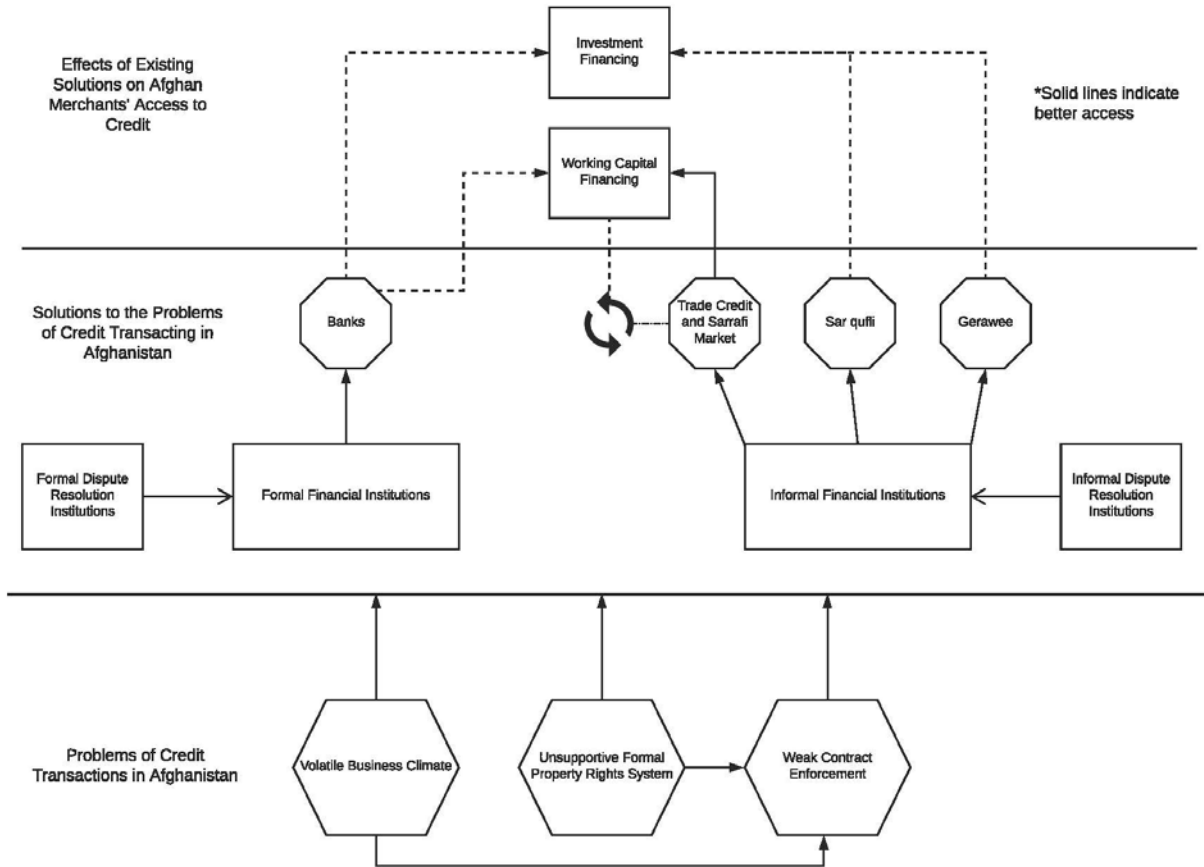 Effects of Existing
Solutions on Afghan
Merchants' Access to
Credit
Investment
Financing
*Solid lines indicate
better access
Working Capital
Financing
Solutions to the Problems
of Credit Transacting in
Afghanistan
Banks
Trade Credit
and Sarrafi
Market
Sar qufli
Gerawee
Formal Dispute
Resolution
Institutions
Formal Financial Institutions
Informal Financial Institutions
Informal Dispute
Resolution
Institutions
Problems of Credit
Transactions in Afghanistan
Volatile Business Climate
Unsupportive Formal
Property Rights System
Weak Contract
Enforcement